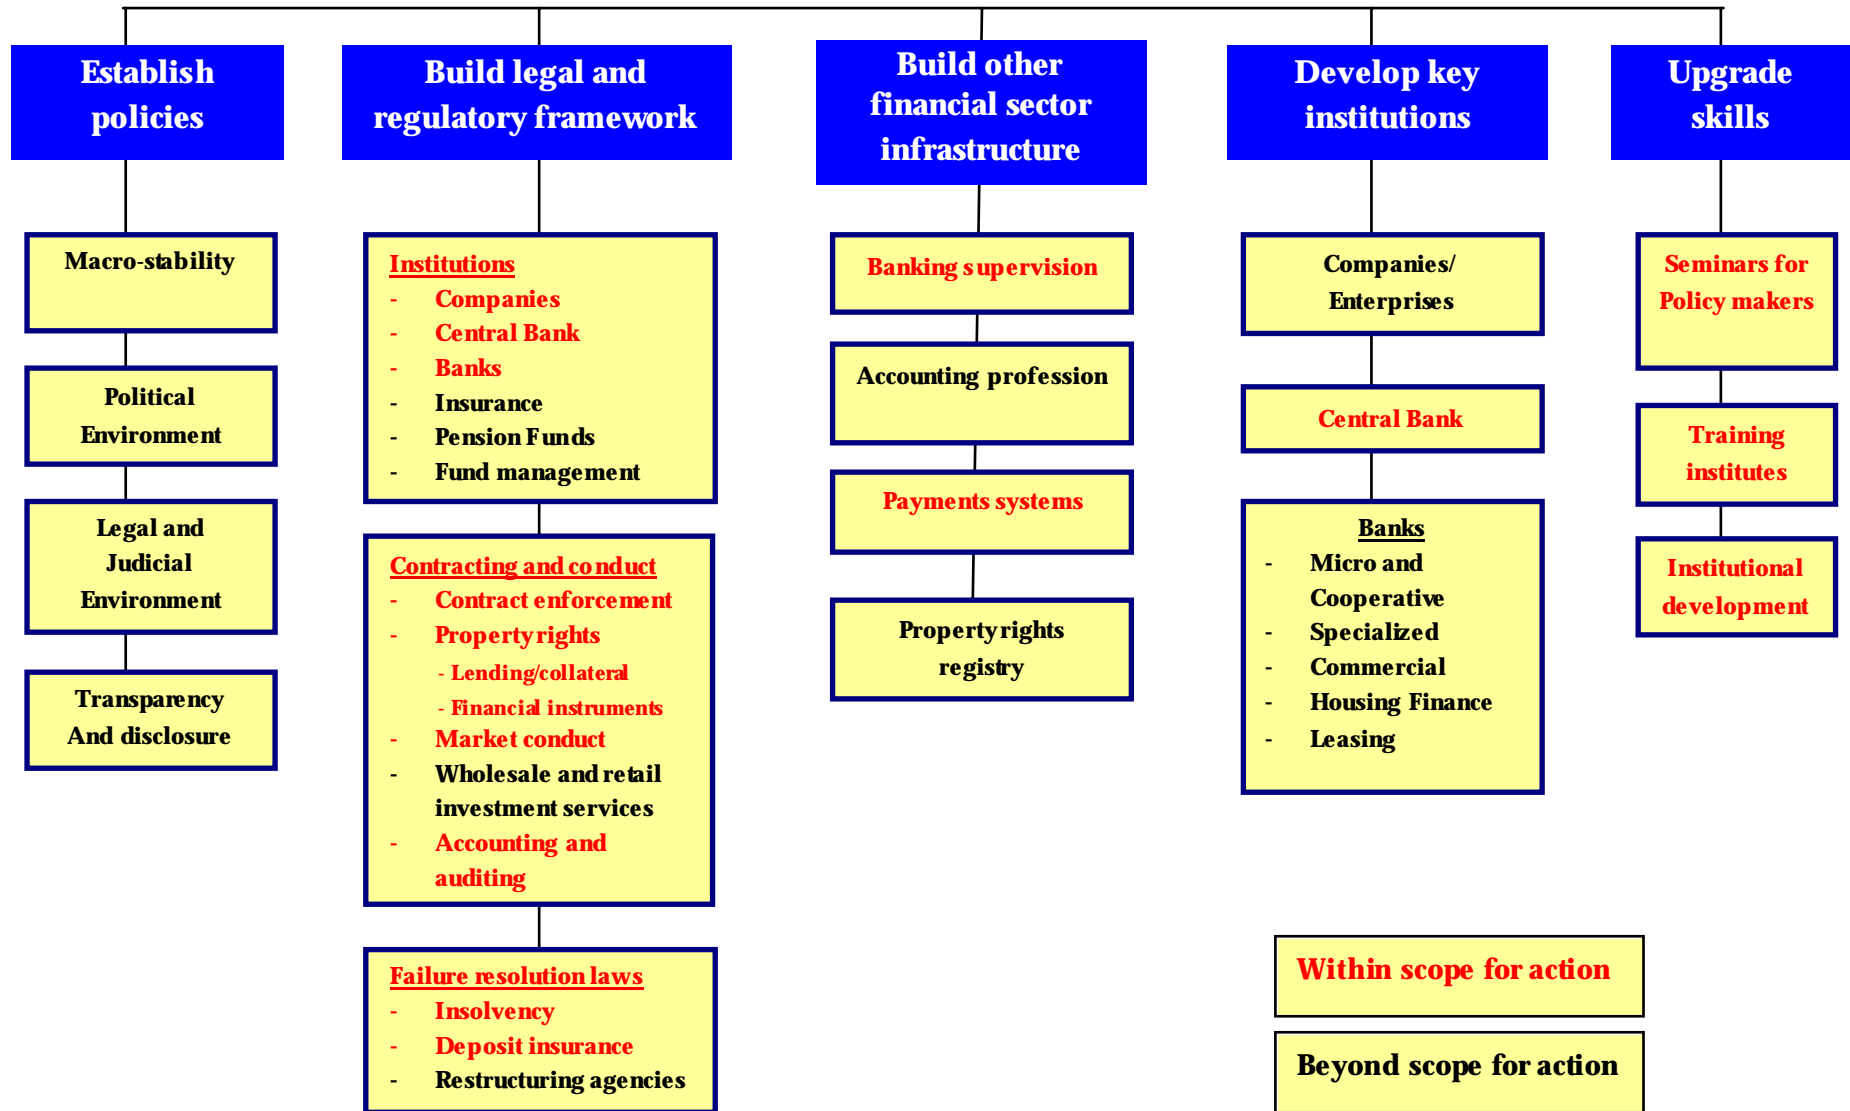 Establish
policies
Build legal and
regulatory framework
Build other
financial sector
infrastructure
Develop key
institutions
Upgrade
skills
Macro-stability
Political
Environment
Legal and
Judicial
Environment
Transparency
And disclosure
Institutions
- Companies
- Central Bank
- Banks
- Insurance
- Pension Funds
- Fund management
Contracting and conduct
- Contract enforcement
- Property rights
- Lending/collateral
- Financial instruments
- Market conduct
- Wholesale and retail
investment services
- Accounting and
auditing
Failure resolution laws
- Insolvency
- Deposit insurance
- Restructuring agencies
Banking supervision
Accounting profession
Payments systems
Property rights
registry
Companies/
Enterprises
Central Bank
Banks
- Micro and
Cooperative
- Specialized
- Commercial
- Housing Finance
- Leasing
Seminars for
Policy makers
Training
institutes
Institutional
development
Within scope for action
Beyond scope for action